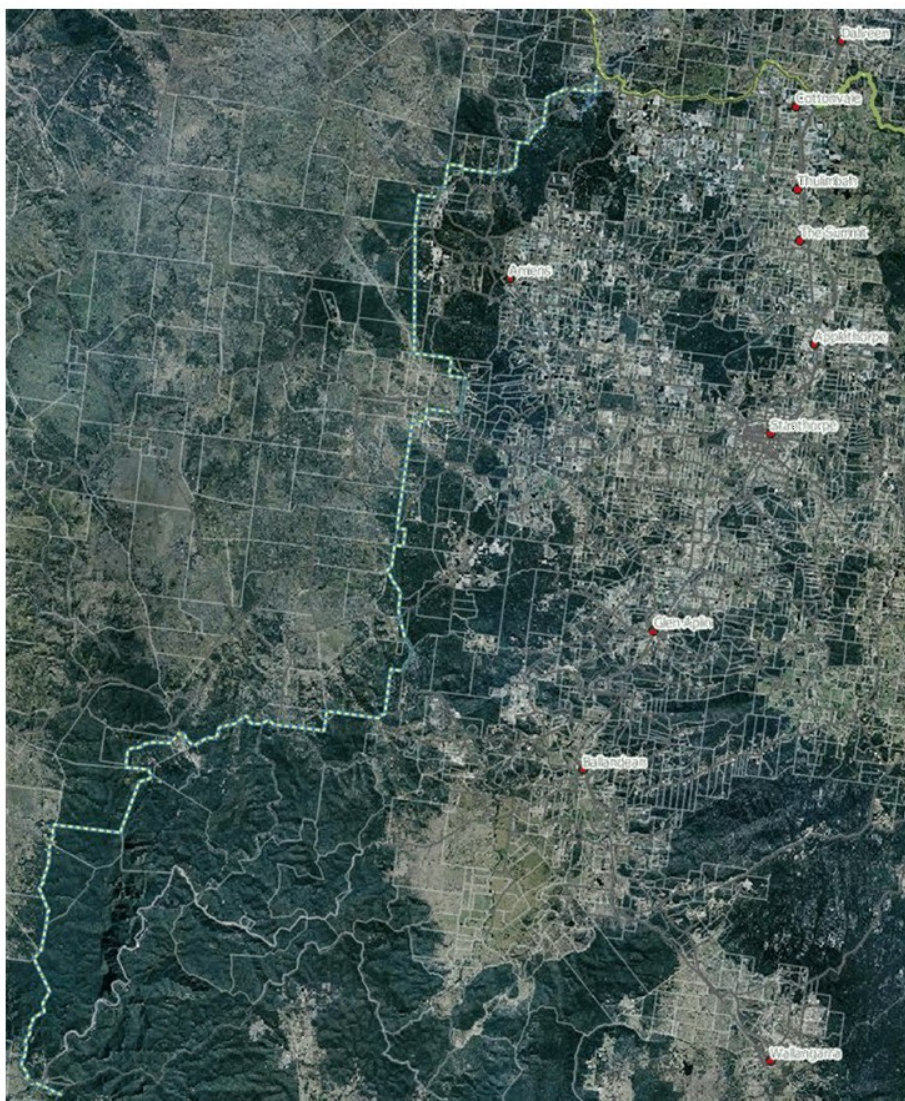 Dalveen
Cottonvale
Thulimbah
The Summit
Amiens
Applethorpe
Stanthorpe
Glen Aplin
Ballandean
Wallangarra